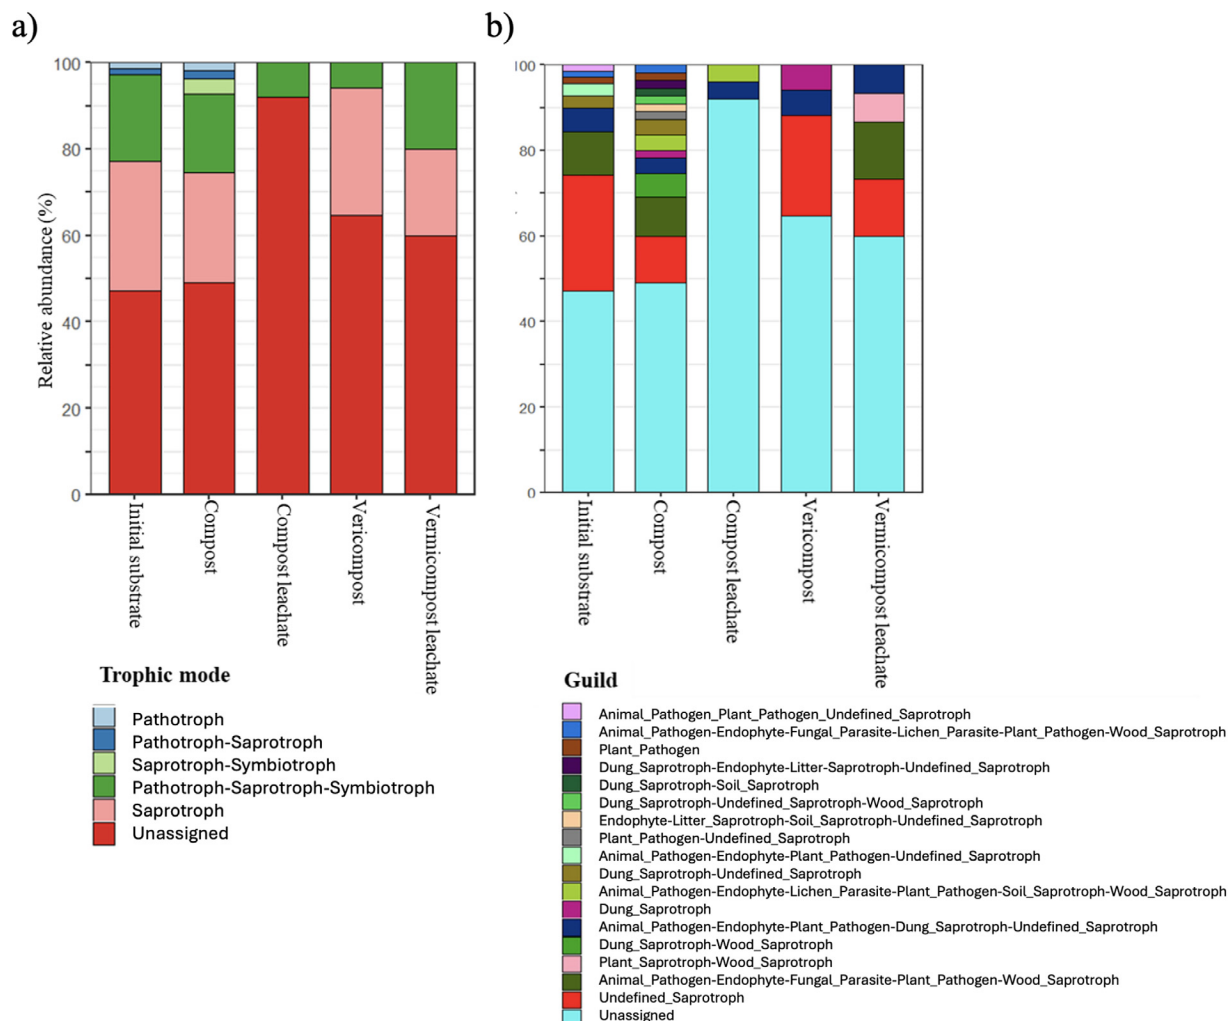 a)
b)
Relative abundance (%)
100
80
60
40
20
0
100
80
60
40
20
0
Initial substrate
Compost
Compost leachate
Vericompost
Vermicompost leachate
Initial substrate
Compost
Compost leachate
Vericompost
Vermicompost leachate
Trophic mode
Pathotroph
Pathotroph-Saprotroph
Saprotroph-Symbiotroph
Pathotroph-Saprotroph-Symbiotroph
Saprotroph
Unassigned
Guild
Animal_Pathogen_Plant_Pathogen_Undefined_Saprotroph
Animal_Pathogen-Endophyte-Fungal_Parasite-Lichen_Parasite-Plant_Pathogen-Wood_Saprotroph
Plant_Pathogen
Dung_Saprotroph-Endophyte-Litter-Saprotroph-Undefined_Saprotroph
Dung_Saprotroph-Soil_Saprotroph
Dung_Saprotroph-Undefined_Saprotroph-Wood_Saprotroph
Endophyte-Litter_Saprotroph-Soil_Saprotroph-Undefined_Saprotroph
Plant_Pathogen-Undefined_Saprotroph
Animal_Pathogen-Endophyte-Plant_Pathogen-Undefined_Saprotroph
Dung_Saprotroph-Undefined_Saprotroph
Animal_Pathogen-Endophyte-Lichen_Parasite-Plant_Pathogen-Soil_Saprotroph-Wood_Saprotroph
Dung_Saprotroph
Animal_Pathogen-Endophyte-Plant_Pathogen-Dung_Saprotroph-Undefined_Saprotroph
Dung_Saprotroph-Wood_Saprotroph
Plant_Saprotroph-Wood_Saprotroph
Animal_Pathogen-Endophyte-Fungal_Parasite-Plant_Pathogen-Wood_Saprotroph
Undefined_Saprotroph
Unassigned